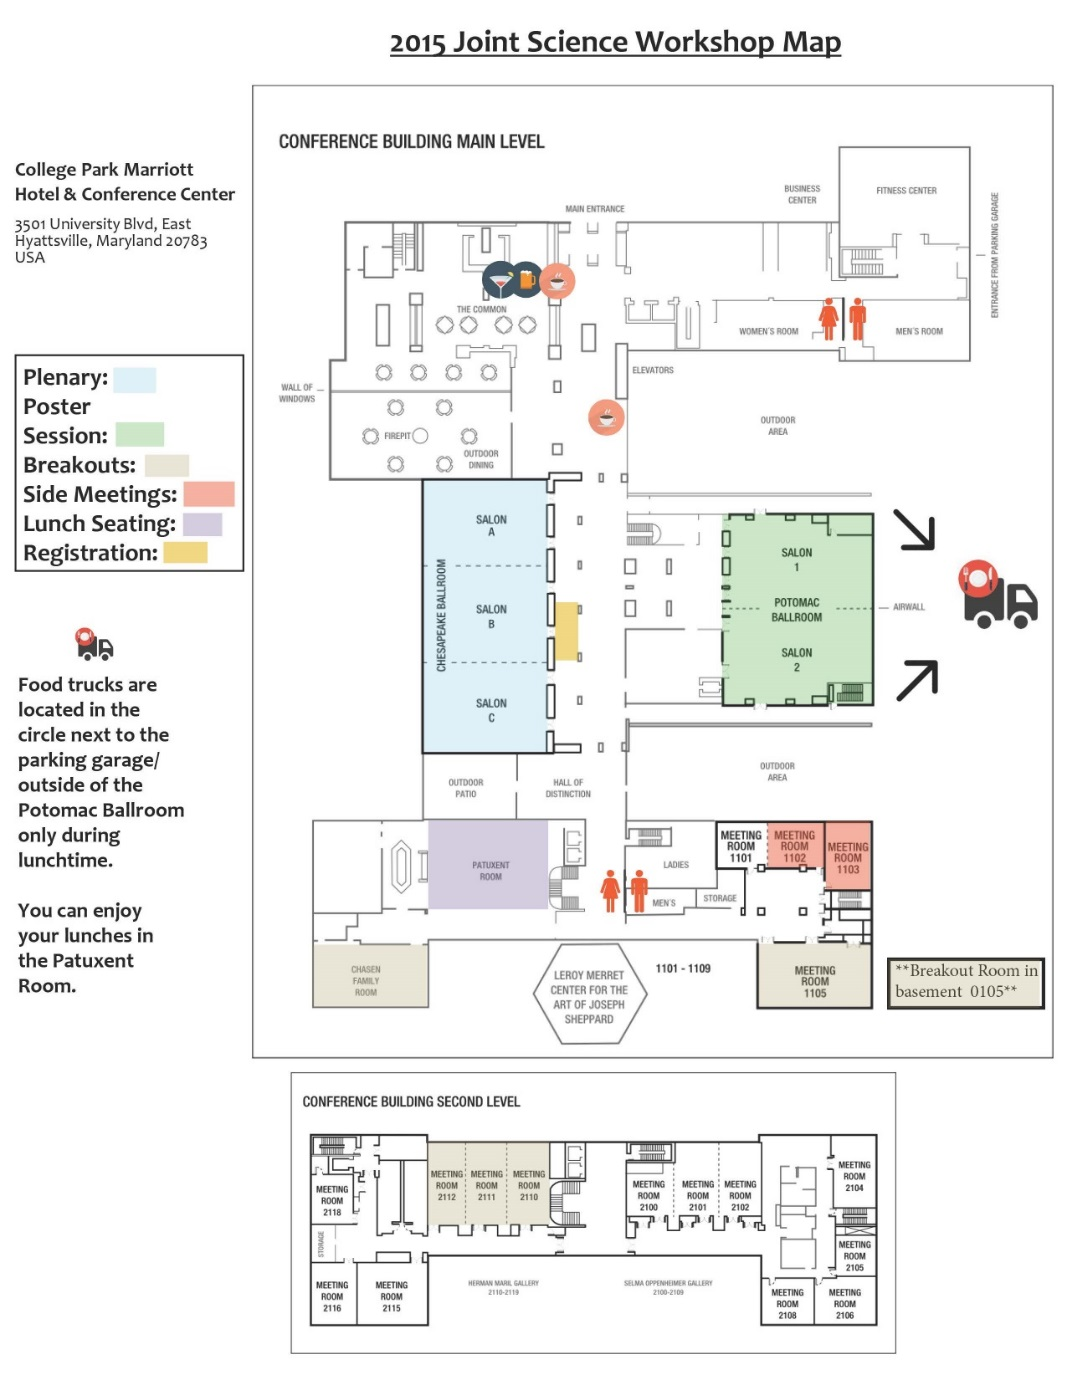 2015 Joint Science Workshop Map
College Park Marriott
Hotel & Conference Center
3501 University Blvd, East
Hyattsville, Maryland 20783
USA
Plenary:
Poster
Session:
Breakouts:
Side Meetings:
Lunch Seating:
Registration:
Food trucks are
located in the
circle next to the
parking garage/
outside of the
Potomac Ballroom
only during
lunchtime.
You can enjoy
your lunches in
the Patuxent
Room.
CONFERENCE BUILDING MAIN LEVEL
MAIN ENTRANCE
BUSINESS
CENTER
FITNESS CENTER
ENTRANCE FROM PARKING GARAGE
THE COMMON
WOMEN'S ROOM
MEN'S ROOM
ELEVATORS
WALL OF
WINDOWS
FIREPIT
OUTDOOR
DINING
OUTDOOR
AREA
CHESAPEAKE BALLROOM
SALON
A
SALON
B
SALON
C
SALON
1
POTOMAC
BALLROOM
SALON
2
AIRWALL
OUTDOOR
PATIO
HALL OF
DISTINCTION
OUTDOOR
AREA
PATUXENT
ROOM
LADIES
MEN'S
STORAGE
MEETING
ROOM
1101
MEETING
ROOM
1102
MEETING
ROOM
1103
CHASEN
FAMILY
ROOM
LEROY MERRET
CENTER FOR THE
ART OF JOSEPH
SHEPPARD
1101 - 1109
MEETING
ROOM
1105
**Breakout Room in
basement 0105**
CONFERENCE BUILDING SECOND LEVEL
MEETING
ROOM
2118
STORAGE
MEETING
ROOM
2116
MEETING
ROOM
2115
MEETING
ROOM
2112
MEETING
ROOM
2111
MEETING
ROOM
2110
MEETING
ROOM
2100
MEETING
ROOM
2101
MEETING
ROOM
2102
MEETING
ROOM
2104
MEETING
ROOM
2105
MEETING
ROOM
2108
MEETING
ROOM
2106
HERMAN MARIL GALLERY
2110-2119
SELMA OPPENHEIMER GALLERY
2100-2109